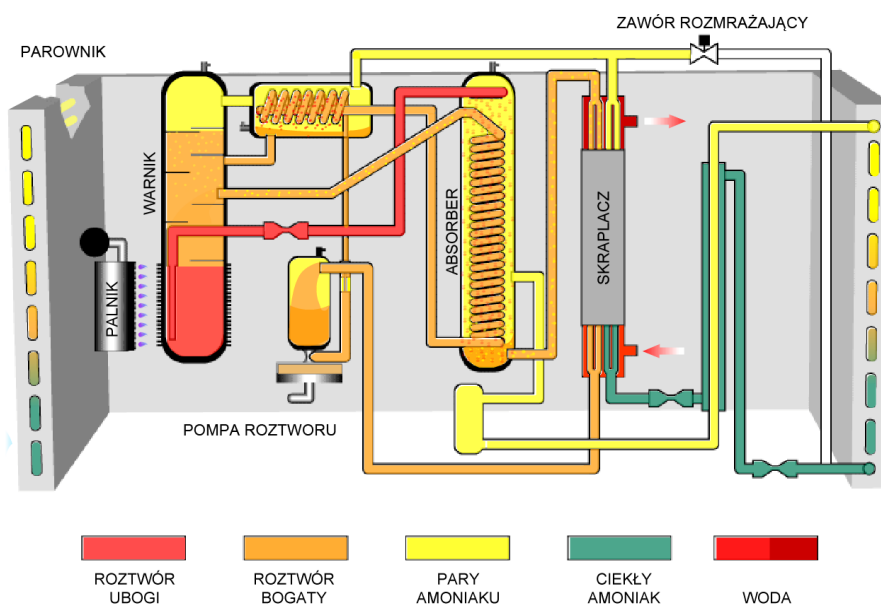 ZAWÓR ROZMRAŻAJĄCY
PAROWNIK
WARNIK
ABSORBER
SKRAPLACZ
PALNIK
POMPA ROZTWORU
ROZTWÓR
UBOGI
ROZTWÓR
BOGATY
PARY
AMONIAKU
CIEKŁY
AMONIAK
WODA